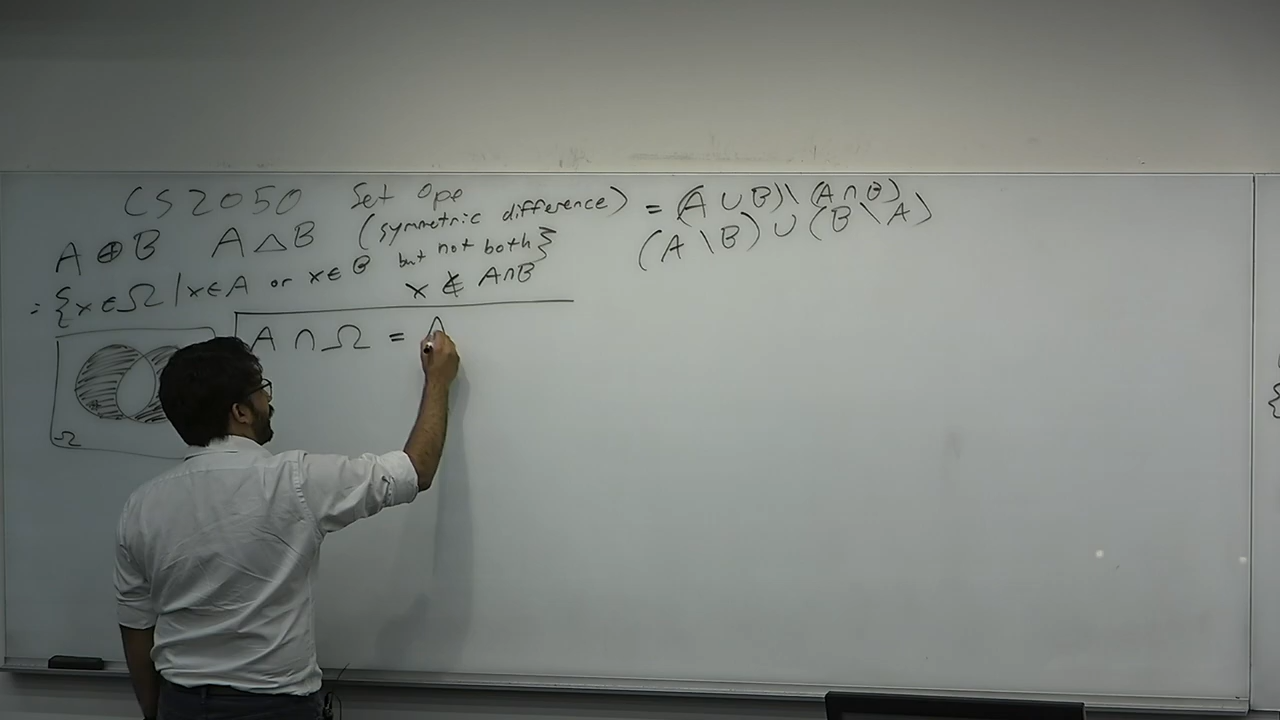 CS2050 Set Ops
A ⊕ B A △ B (symmetric difference) = (A ∪ B) \ (A ∩ B)
(A \ B) ∪ (B \ A)
= {x ∈ Ω | x ∈ A or x ∈ B but not both}
x ∉ A∩B
A ∩ Ω = A
Ω